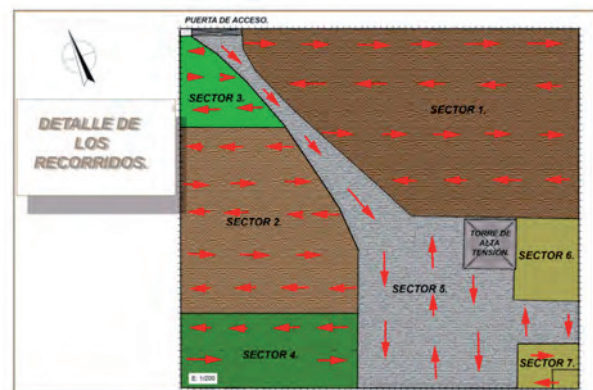 PUERTA DE ACCESO.
DETALLE DE
LOS
RECORRIDOS.
SECTOR 3.
SECTOR 1.
SECTOR 2.
TORRE DE
ALTA
TENSIÓN.
SECTOR 6.
SECTOR 5.
SECTOR 4.
SECTOR 7.
E: 1/200